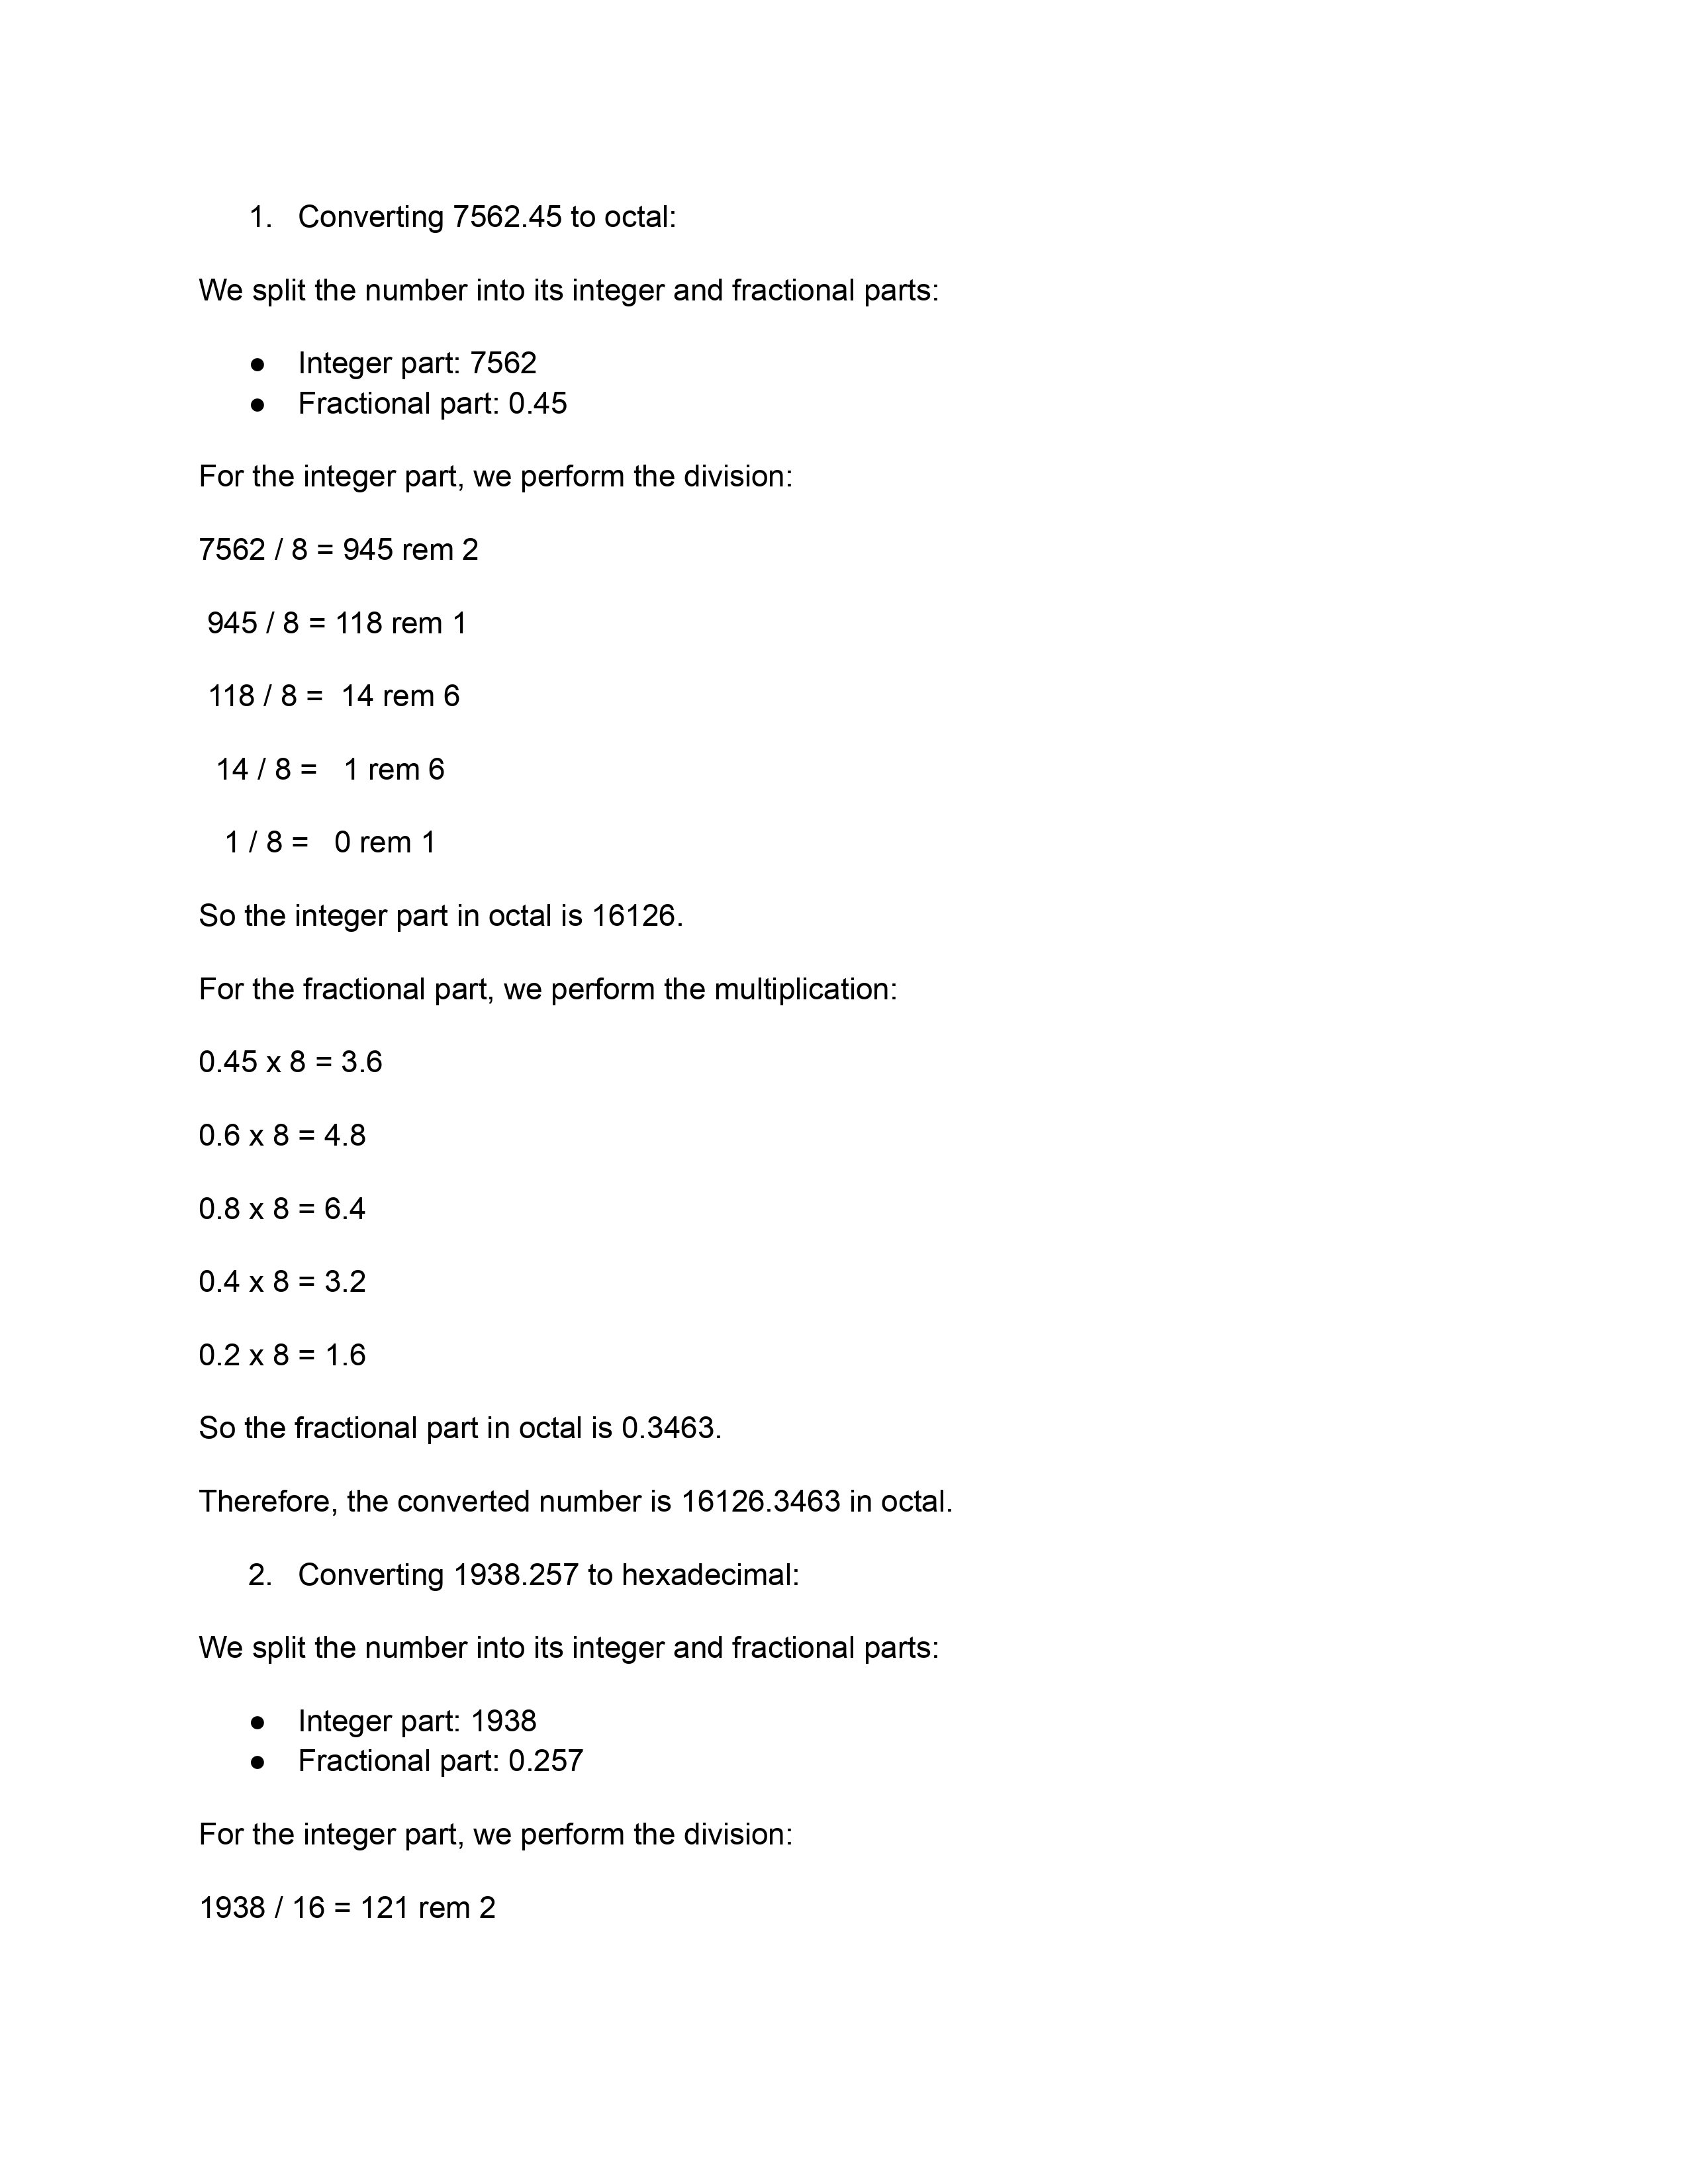 1. Converting 7562.45 to octal:
We split the number into its integer and fractional parts:
● Integer part: 7562
● Fractional part: 0.45
For the integer part, we perform the division:
7562 / 8 = 945 rem 2
945 / 8 = 118 rem 1
118 / 8 = 14 rem 6
14 / 8 = 1 rem 6
1 / 8 = 0 rem 1
So the integer part in octal is 16126.
For the fractional part, we perform the multiplication:
0.45 x 8 = 3.6
0.6 x 8 = 4.8
0.8 x 8 = 6.4
0.4 x 8 = 3.2
0.2 x 8 = 1.6
So the fractional part in octal is 0.3463.
Therefore, the converted number is 16126.3463 in octal.
2. Converting 1938.257 to hexadecimal:
We split the number into its integer and fractional parts:
● Integer part: 1938
● Fractional part: 0.257
For the integer part, we perform the division:
1938 / 16 = 121 rem 2